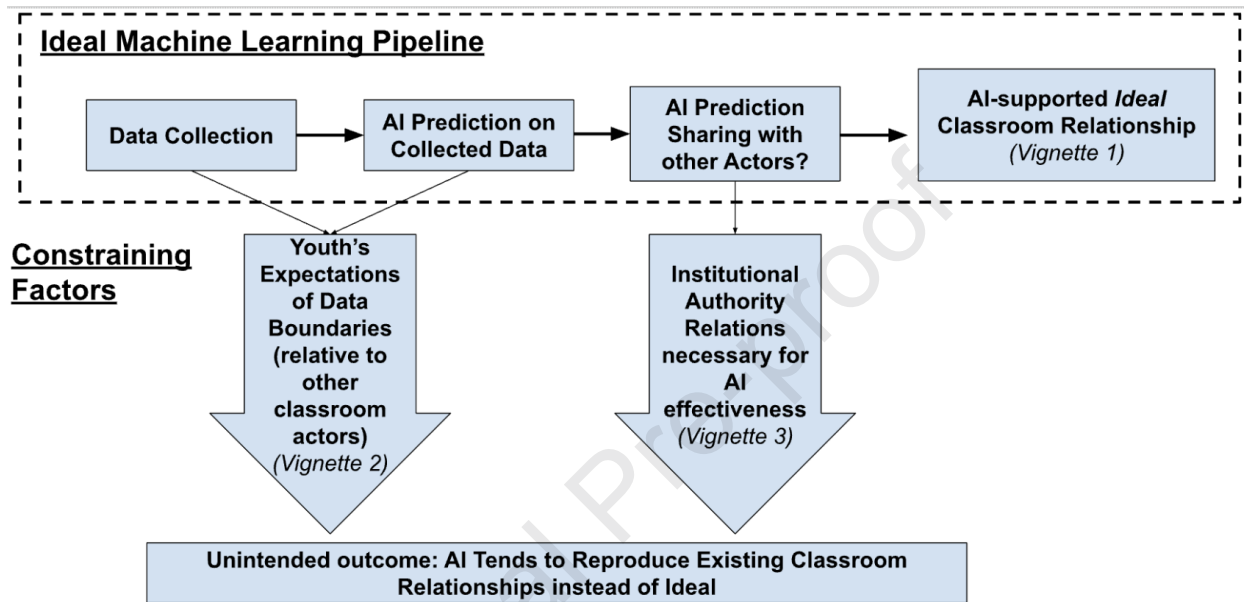 Ideal Machine Learning Pipeline
Data Collection
AI Prediction on
Collected Data
AI Prediction
Sharing with
other Actors?
AI-supported Ideal
Classroom Relationship
(Vignette 1)
Constraining
Factors
Youth's
Expectations
of Data
Boundaries
(relative to
other
classroom
actors)
(Vignette 2)
Institutional
Authority
Relations
necessary for
AI
effectiveness
(Vignette 3)
Unintended outcome: AI Tends to Reproduce Existing Classroom
Relationships instead of Ideal
al Pre-proof